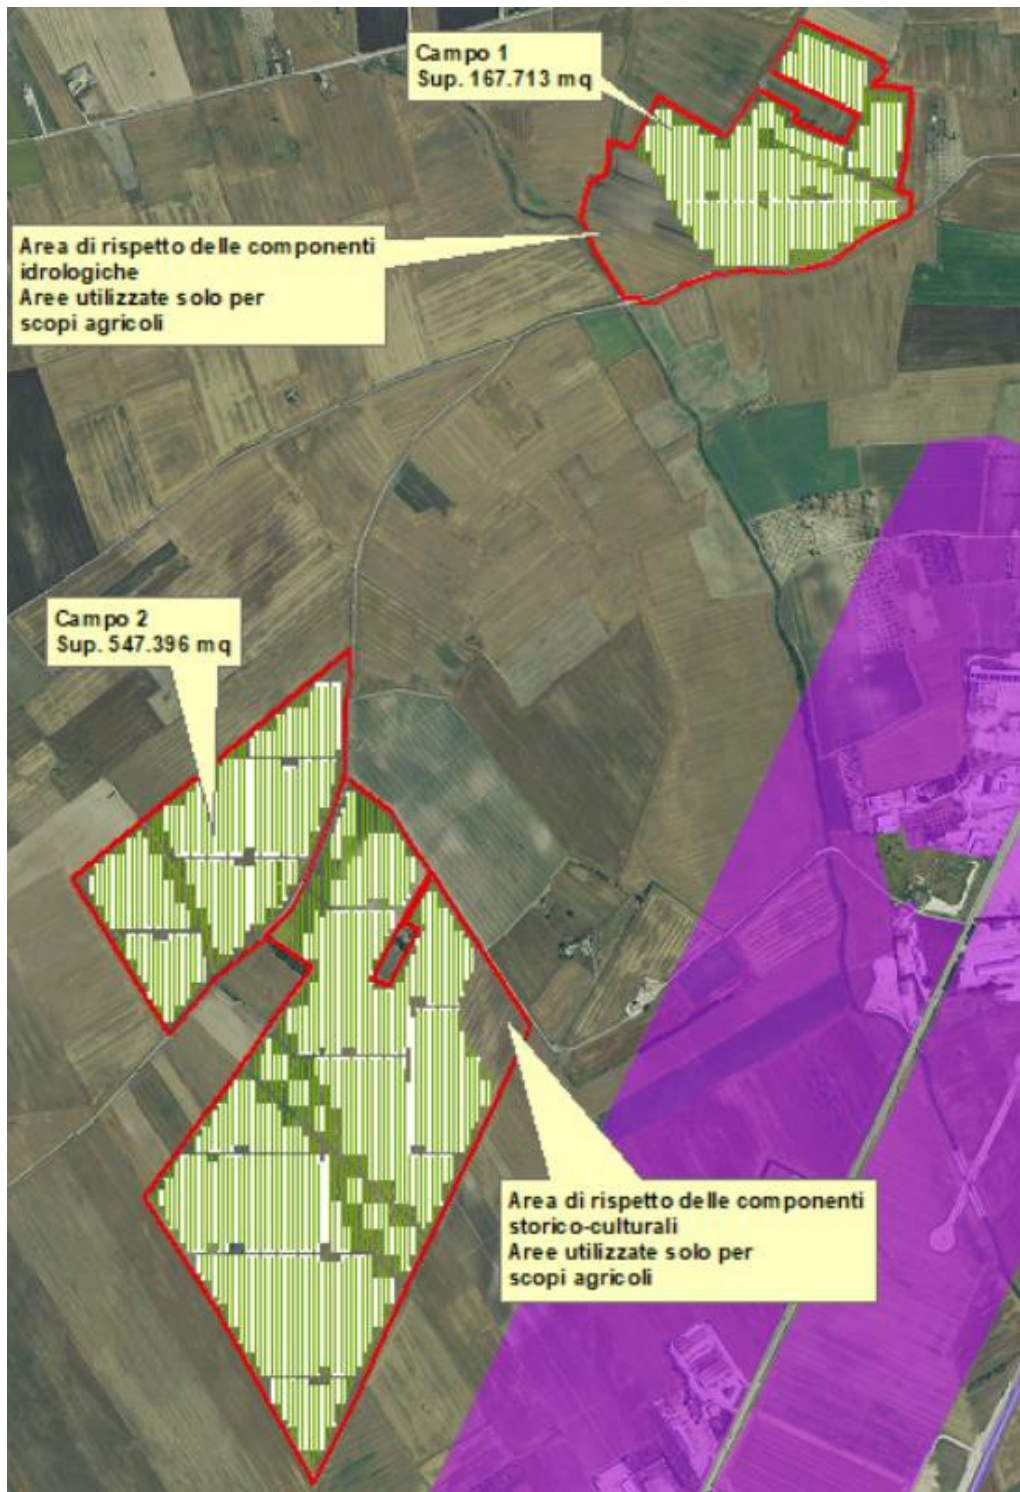 Campo 1
Sup. 167.713 mq
Area di rispetto delle componenti
idrologiche
Aree utilizzate solo per
scopi agricoli
Campo 2
Sup. 547.396 mq
Area di rispetto delle componenti
storico-culturali
Aree utilizzate solo per
scopi agricoli